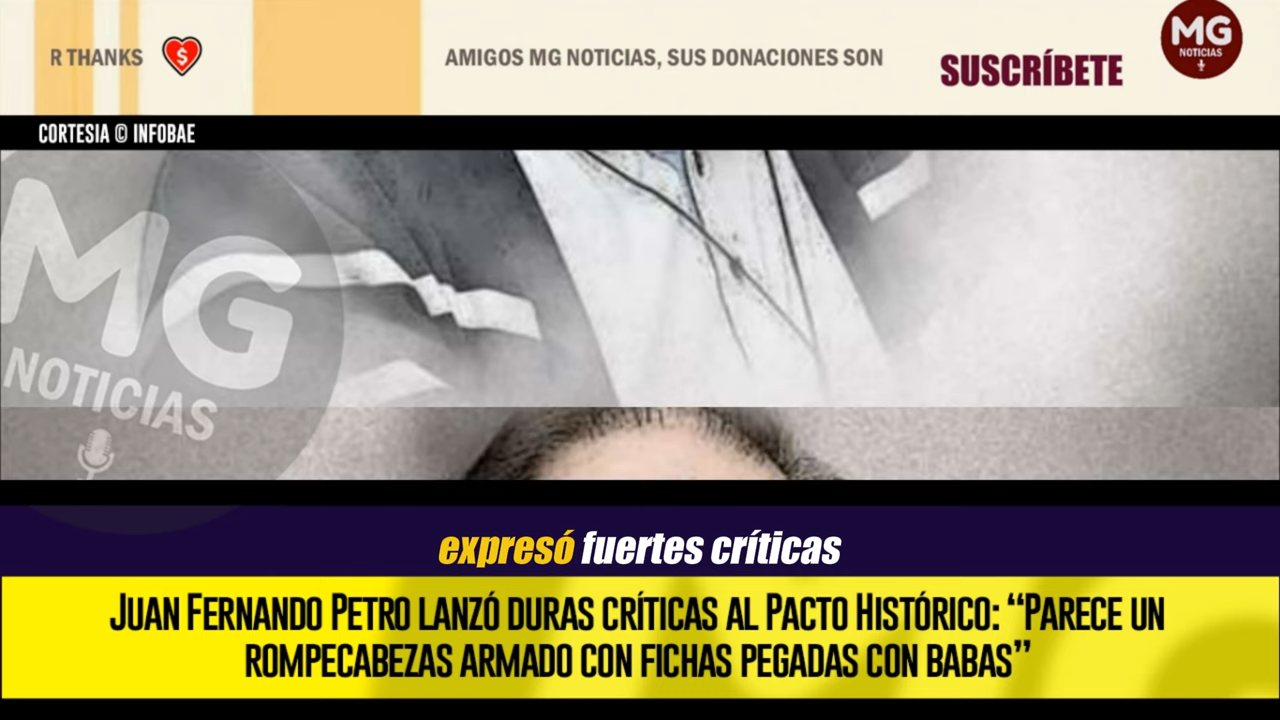 R THANKS
AMIGOS MG NOTICIAS, SUS DONACIONES SON
SUSCRÍBETE
MG
NOTICIAS
CORTESIA © INFOBAE
MG
NOTICIAS
expresó fuertes críticas
JUAN FERNANDO PETRO LANZÓ DURAS CRÍTICAS AL PACTO HISTÓRICO: “PARECE UN
ROMPECABEZAS ARMADO CON FICHAS PEGADAS CON BABAS”